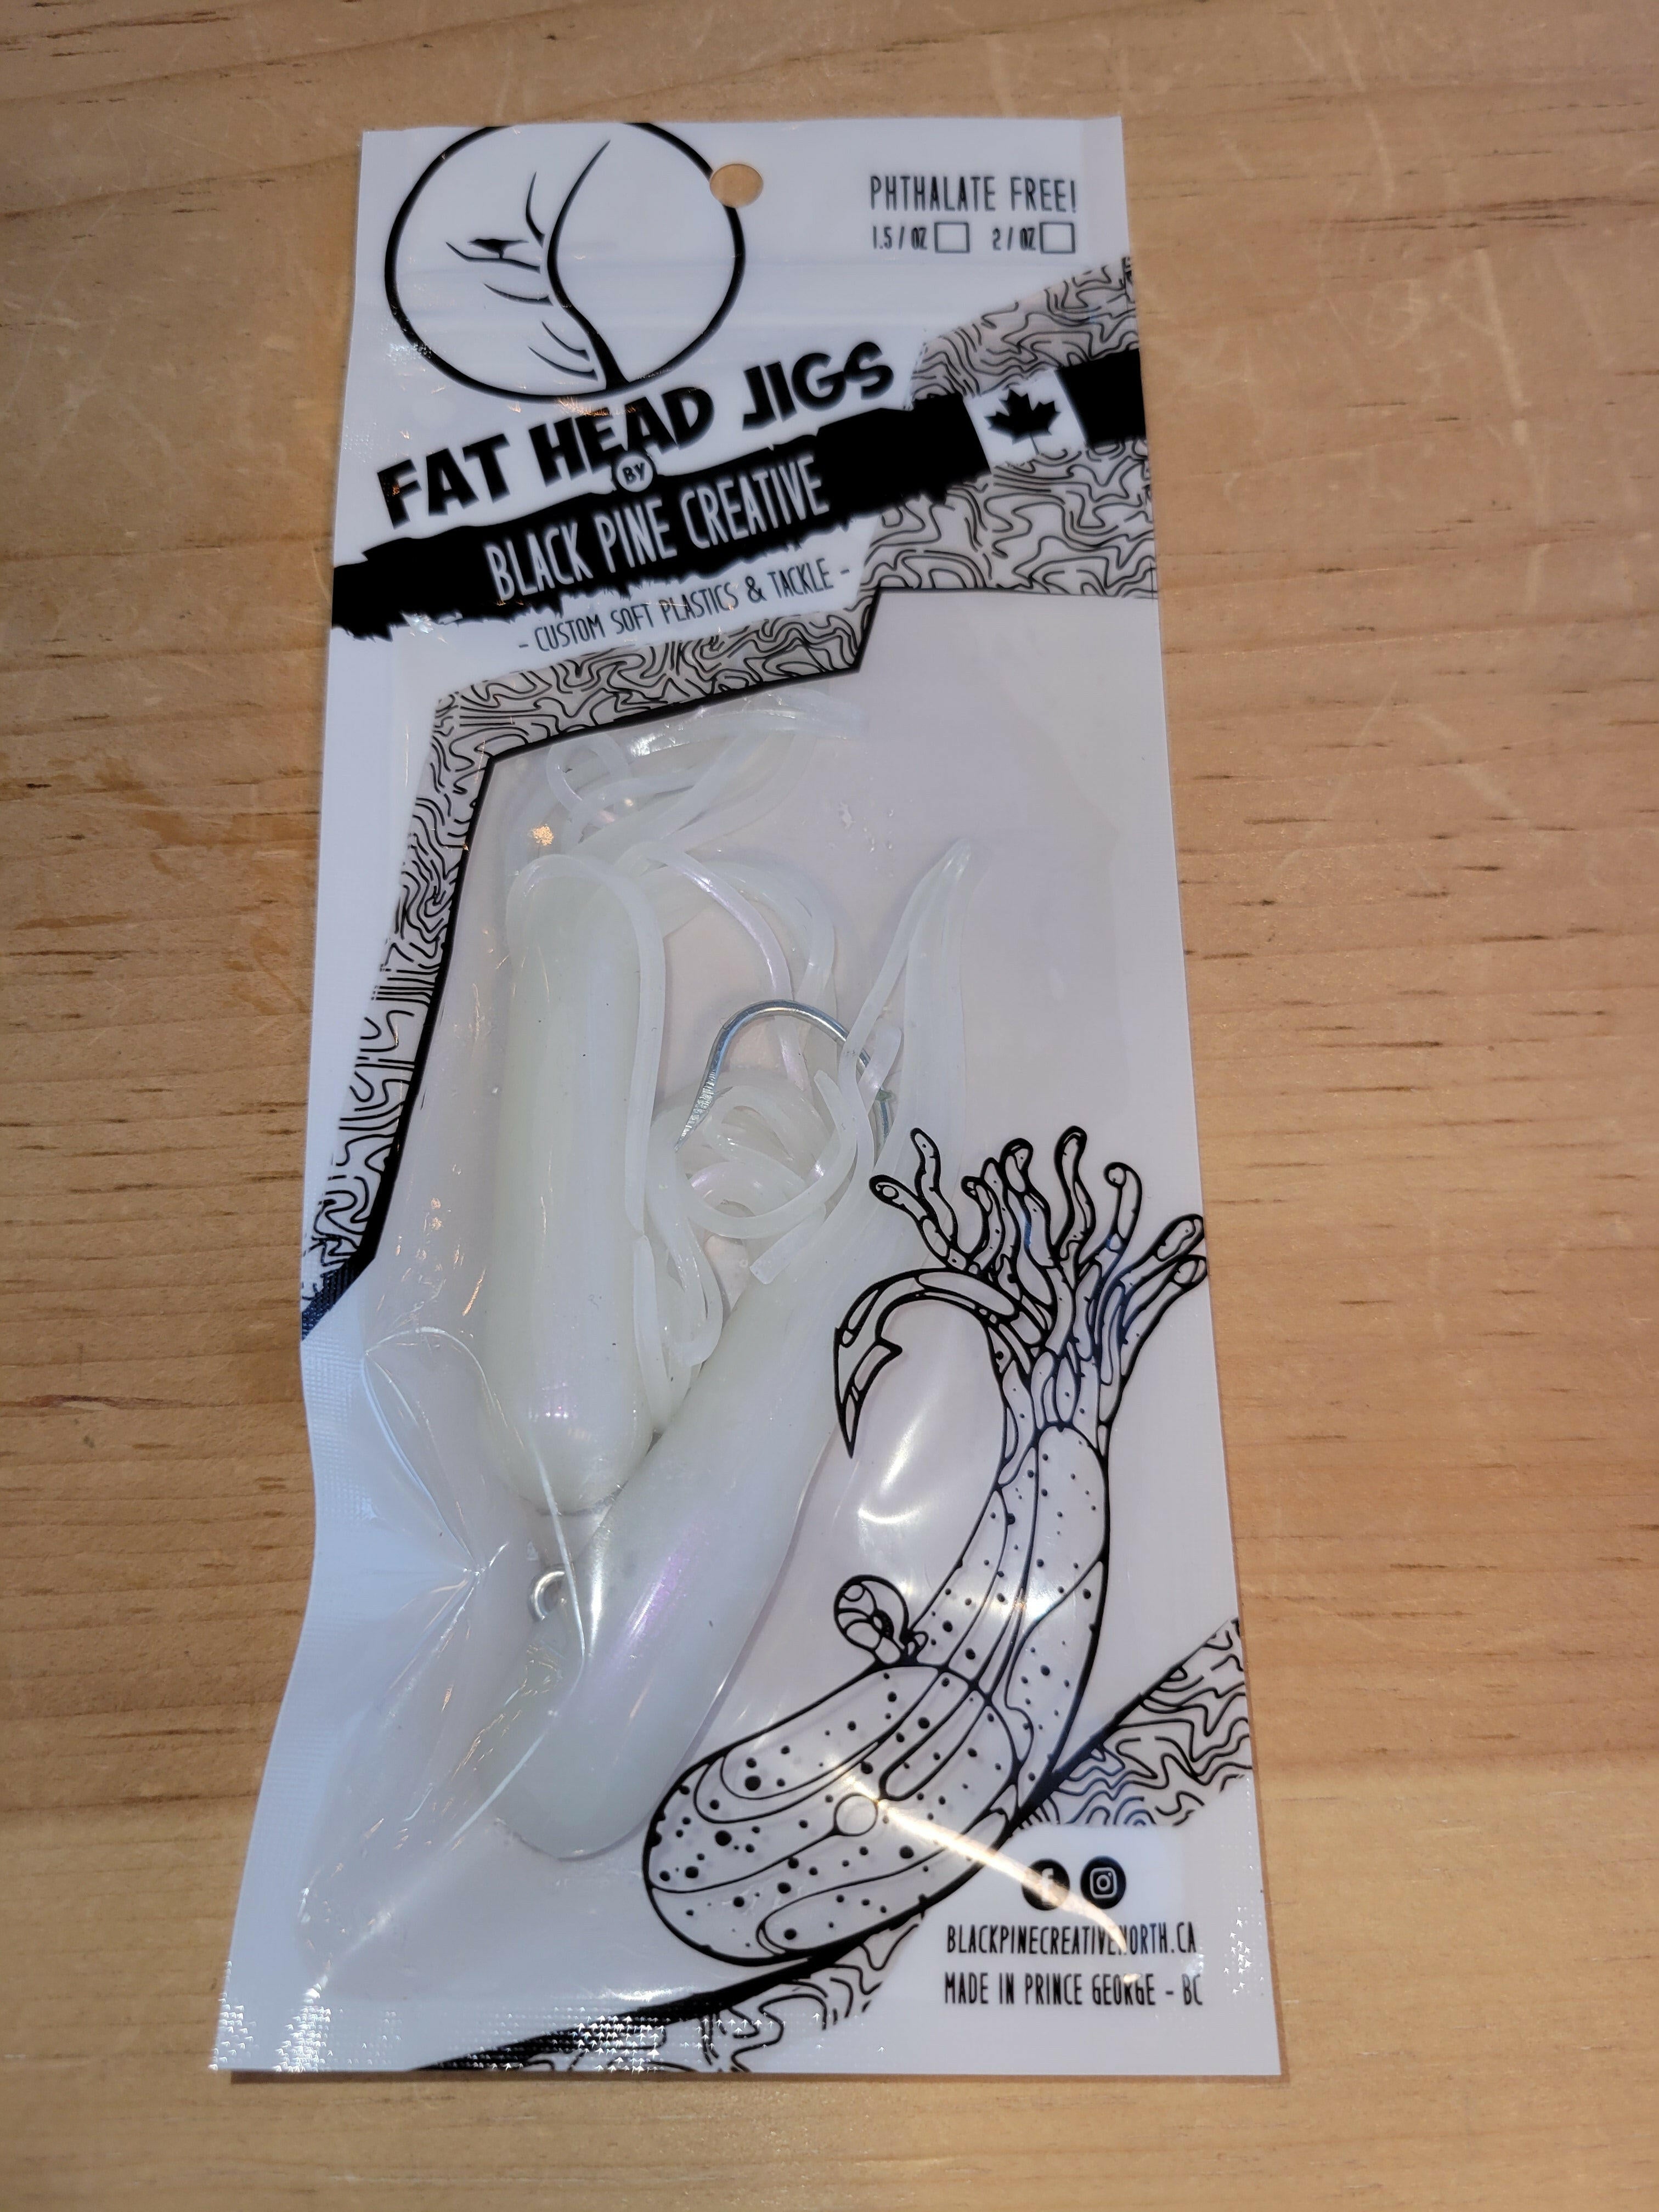 PHTHALATE FREE!
1.5/OZ 2/OZ
FAT HEAD JIGS
BY
BLACK PINE CREATIVE
- CUSTOM SOFT PLASTICS & TACKLE -
f
BLACKPINECREATIVENORTH.CA
MADE IN PRINCE GEORGE - BC